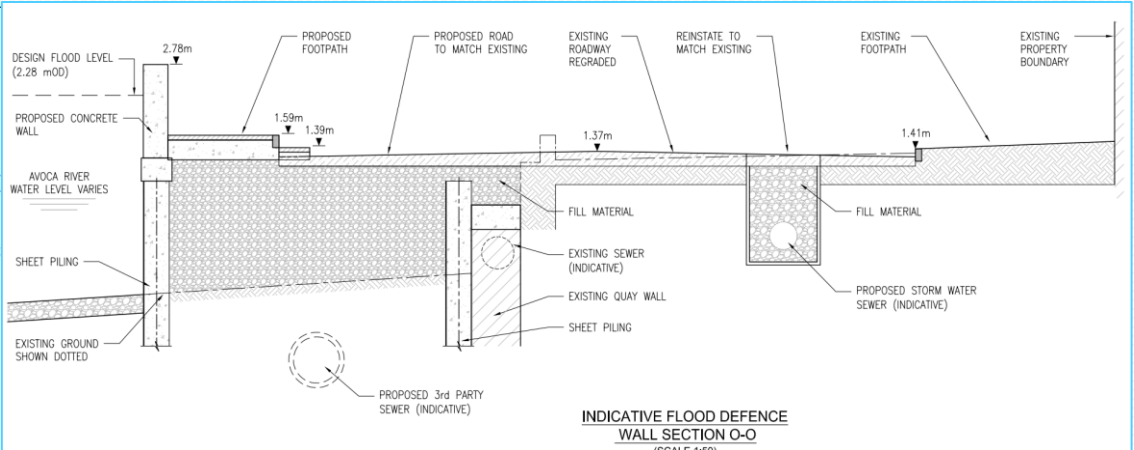 2.78m
DESIGN FLOOD LEVEL
(2.28 mOD)
PROPOSED
FOOTPATH
PROPOSED ROAD
TO MATCH EXISTING
EXISTING
ROADWAY
REGRADED
REINSTATE TO
MATCH EXISTING
EXISTING
FOOTPATH
EXISTING
PROPERTY
BOUNDARY
PROPOSED CONCRETE
WALL
1.59m
1.39m
1.37m
1.41m
AVOCA RIVER
WATER LEVEL VARIES
FILL MATERIAL
FILL MATERIAL
SHEET PILING
EXISTING SEWER
(INDICATIVE)
EXISTING QUAY WALL
SHEET PILING
PROPOSED STORM WATER
SEWER (INDICATIVE)
EXISTING GROUND
SHOWN DOTTED
PROPOSED 3rd PARTY
SEWER (INDICATIVE)
INDICATIVE FLOOD DEFENCE
WALL SECTION O-O
(SCALE 1:50)